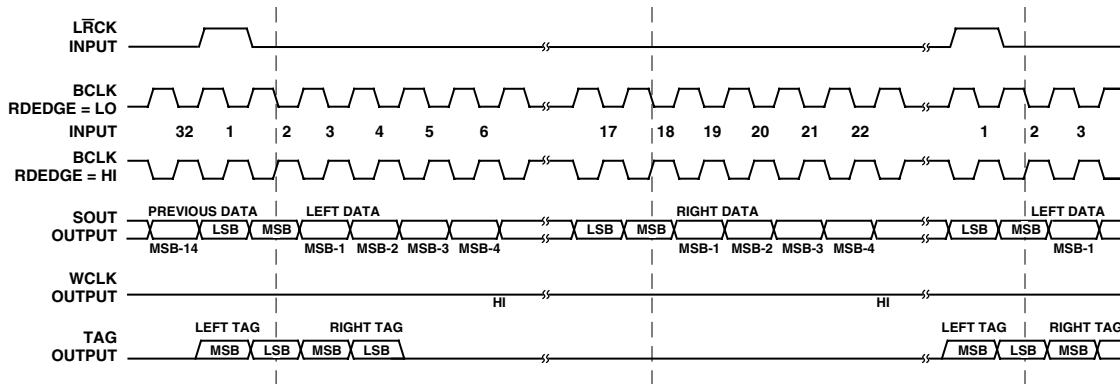 LRCK
INPUT
BCLK
RDEDGE = LO
INPUT 32 1 2 3 4 5 6 17 18 19 20 21 22 1 2 3
BCLK
RDEDGE = HI
PREVIOUS DATA LEFT DATA RIGHT DATA LEFT DATA
SOUT
OUTPUT
LSB MSB LSB MSB LSB MSB
MSB-14 MSB-1 MSB-2 MSB-3 MSB-4 MSB-1 MSB-2 MSB-3 MSB-4 MSB-1
WCLK
OUTPUT
HI HI
LEFT TAG RIGHT TAG LEFT TAG RIGHT TAG
TAG
OUTPUT
MSB LSB MSB LSB MSB LSB MSB